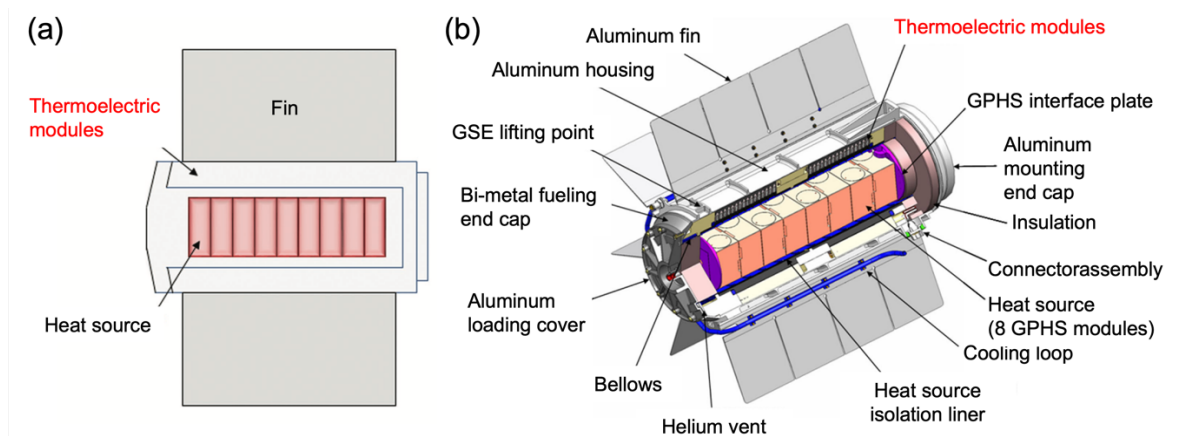 (a)
Thermoelectric
modules
Fin
Heat source
(b)
Aluminum fin
Aluminum housing
GSE lifting point
Bi-metal fueling
end cap
Aluminum
loading cover
Bellows
Helium vent
Thermoelectric modules
GPHS interface plate
Aluminum
mounting
end cap
Insulation
Connectorassembly
Heat source
(8 GPHS modules)
Cooling loop
Heat source
isolation liner